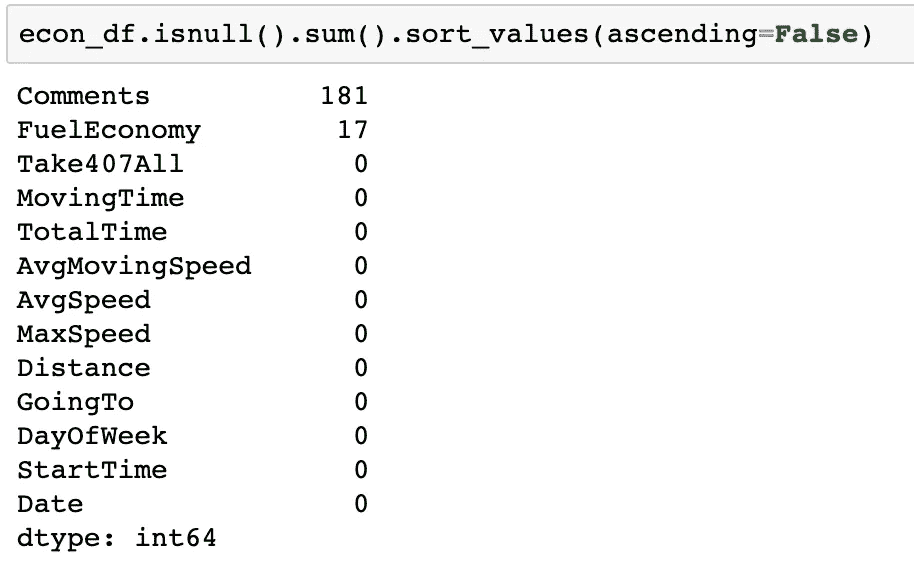 econ_df.isnull().sum().sort_values(ascending=False)
Comments 181
FuelEconomy 17
Take407All 0
MovingTime 0
TotalTime 0
AvgMovingSpeed 0
AvgSpeed 0
MaxSpeed 0
Distance 0
GoingTo 0
DayOfWeek 0
StartTime 0
Date 0
dtype: int64